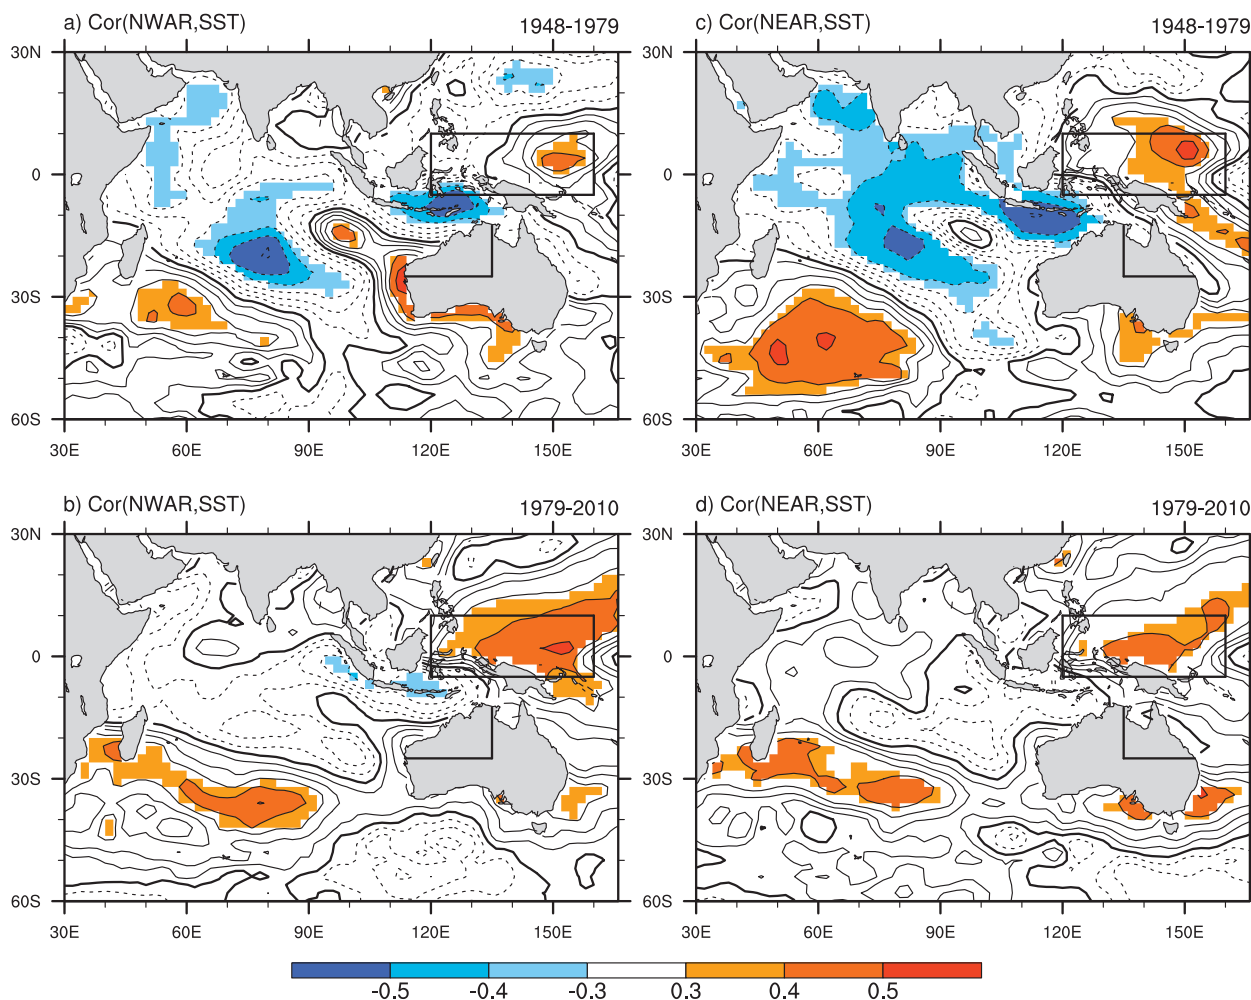 a) Cor(NWAR,SST) 1948-1979
30N
0
30S
60S
30E 60E 90E 120E 150E
c) Cor(NEAR,SST) 1948-1979
30N
0
30S
60S
30E 60E 90E 120E 150E
b) Cor(NWAR,SST) 1979-2010
30N
0
30S
60S
30E 60E 90E 120E 150E
d) Cor(NEAR,SST) 1979-2010
30N
0
30S
60S
30E 60E 90E 120E 150E
-0.5 -0.4 -0.3 0.3 0.4 0.5